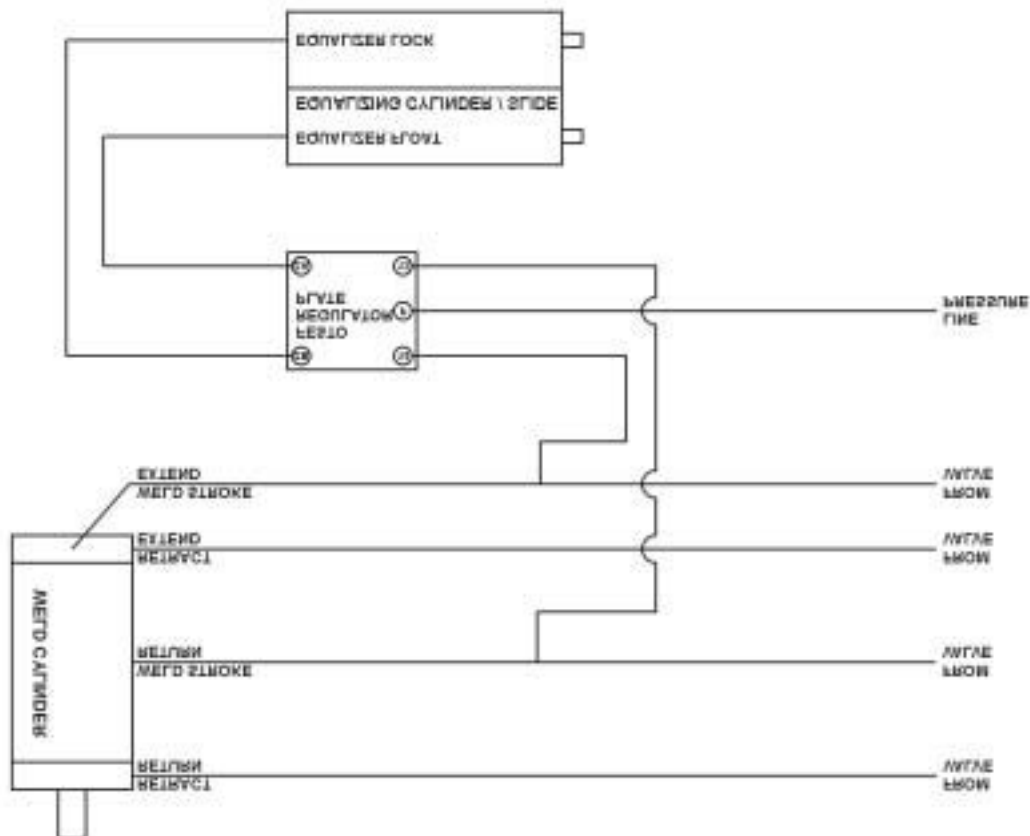 RETRACT
RETURN
FROM
VALVE
WELD CYLINDER
WELD STROKE
RETURN
FROM
VALVE
RETRACT
EXTEND
FROM
VALVE
WELD STROKE
EXTEND
FROM
VALVE
FESTO
REGULATOR
PLATE
LINE
PRESSURE
EQUALIZER FLOAT
EQUALIZING CYLINDER / SLIDE
EQUALIZER LOCK